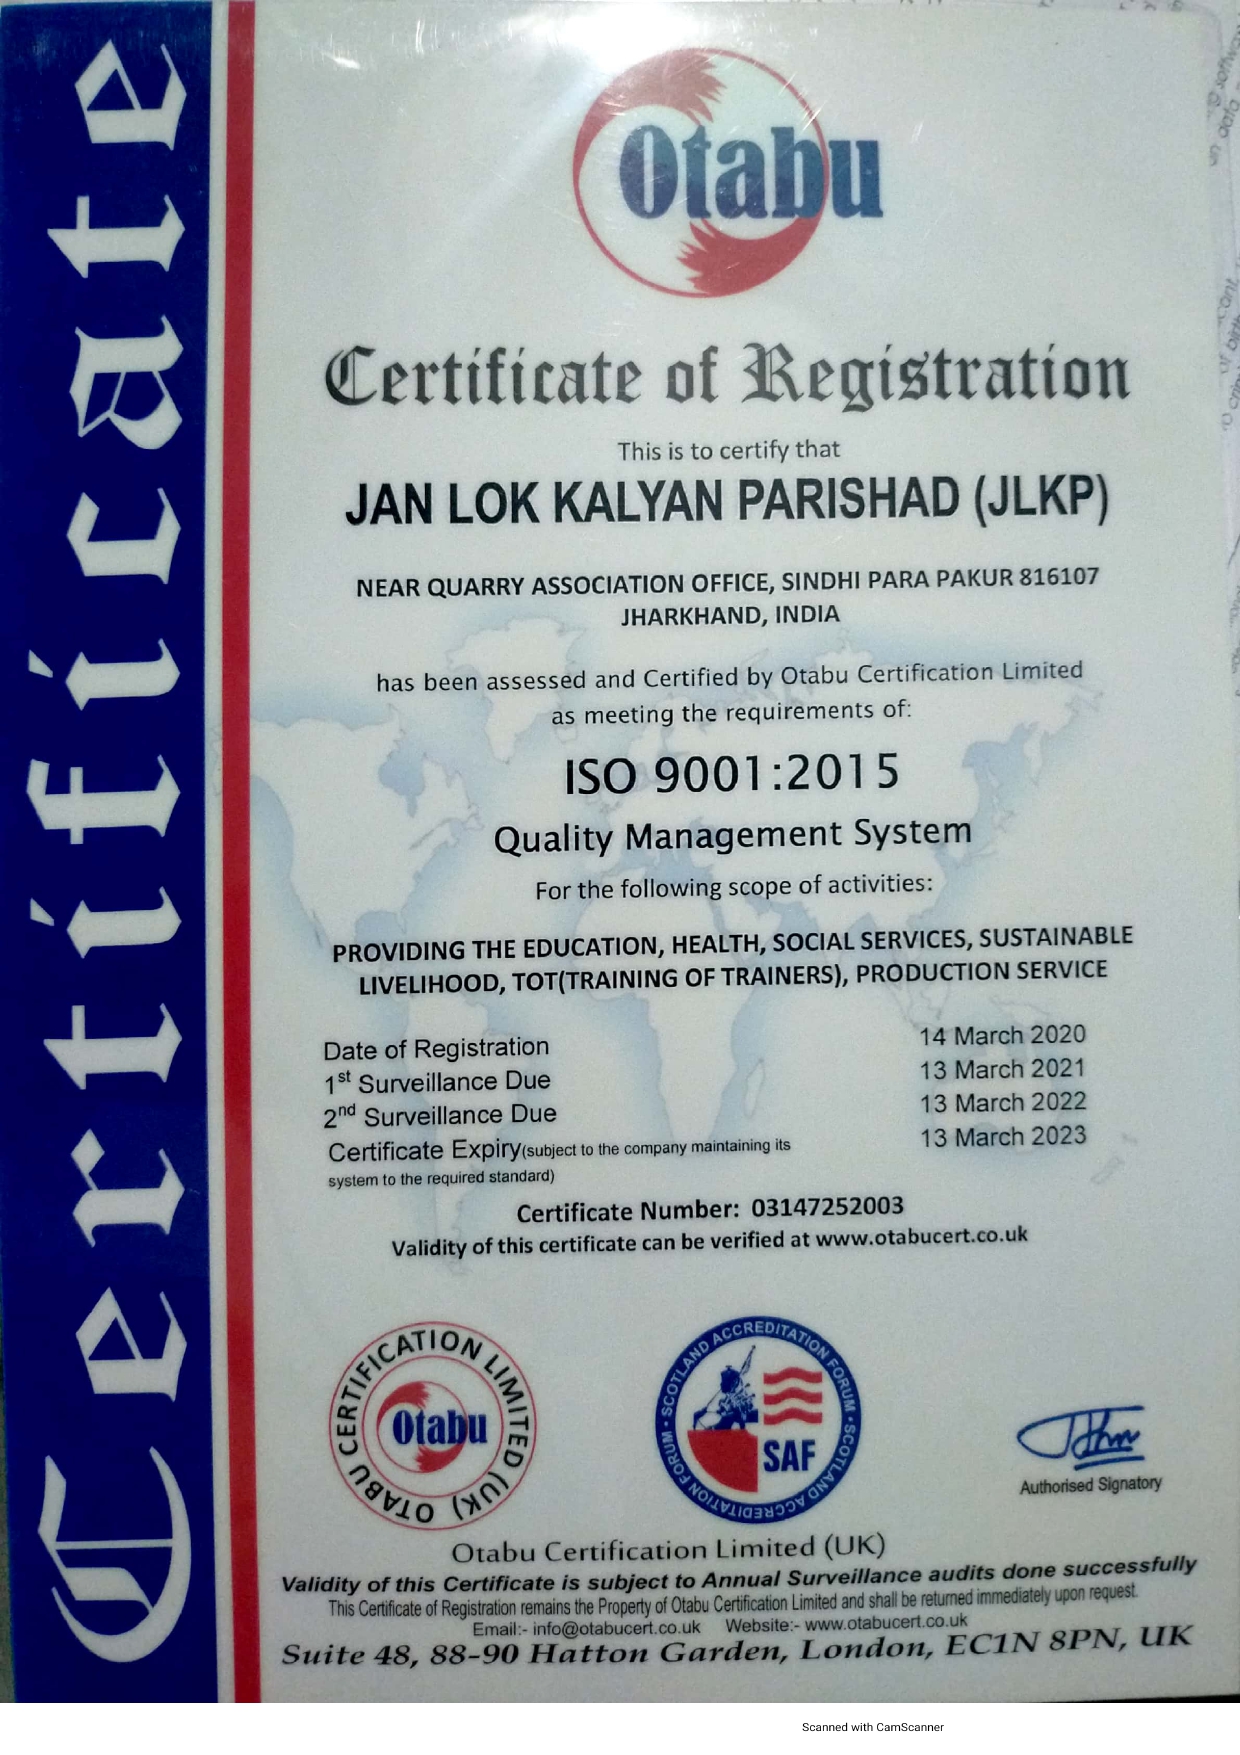 Certificate
Otabu
Certificate of Registration
This is to certify that
JAN LOK KALYAN PARISHAD (JLKP)
NEAR QUARRY ASSOCIATION OFFICE, SINDHI PARA PAKUR 816107
JHARKHAND, INDIA
has been assessed and Certified by Otabu Certification Limited
as meeting the requirements of:
ISO 9001:2015
Quality Management System
For the following scope of activities:
PROVIDING THE EDUCATION, HEALTH, SOCIAL SERVICES, SUSTAINABLE
LIVELIHOOD, TOT(TRAINING OF TRAINERS), PRODUCTION SERVICE
Date of Registration 14 March 2020
1st Surveillance Due 13 March 2021
2nd Surveillance Due 13 March 2022
Certificate Expiry(subject to the company maintaining its 13 March 2023
system to the required standard)
Certificate Number: 03147252003
Validity of this certificate can be verified at www.otabucert.co.uk
OTABU CERTIFICATION LIMITED (UK)
Otabu
SCOTLAND ACCREDITATION FORUM • SCOTLAND ACCREDITATION FORUM •
SAF
Authorised Signatory
Otabu Certification Limited (UK)
Validity of this Certificate is subject to Annual Surveillance audits done successfully
This Certificate of Registration remains the Property of Otabu Certification Limited and shall be returned immediately upon request.
Email:- info@otabucert.co.uk Website:- www.otabucert.co.uk
Suite 48, 88-90 Hatton Garden, London, EC1N 8PN, UK
Scanned with CamScanner